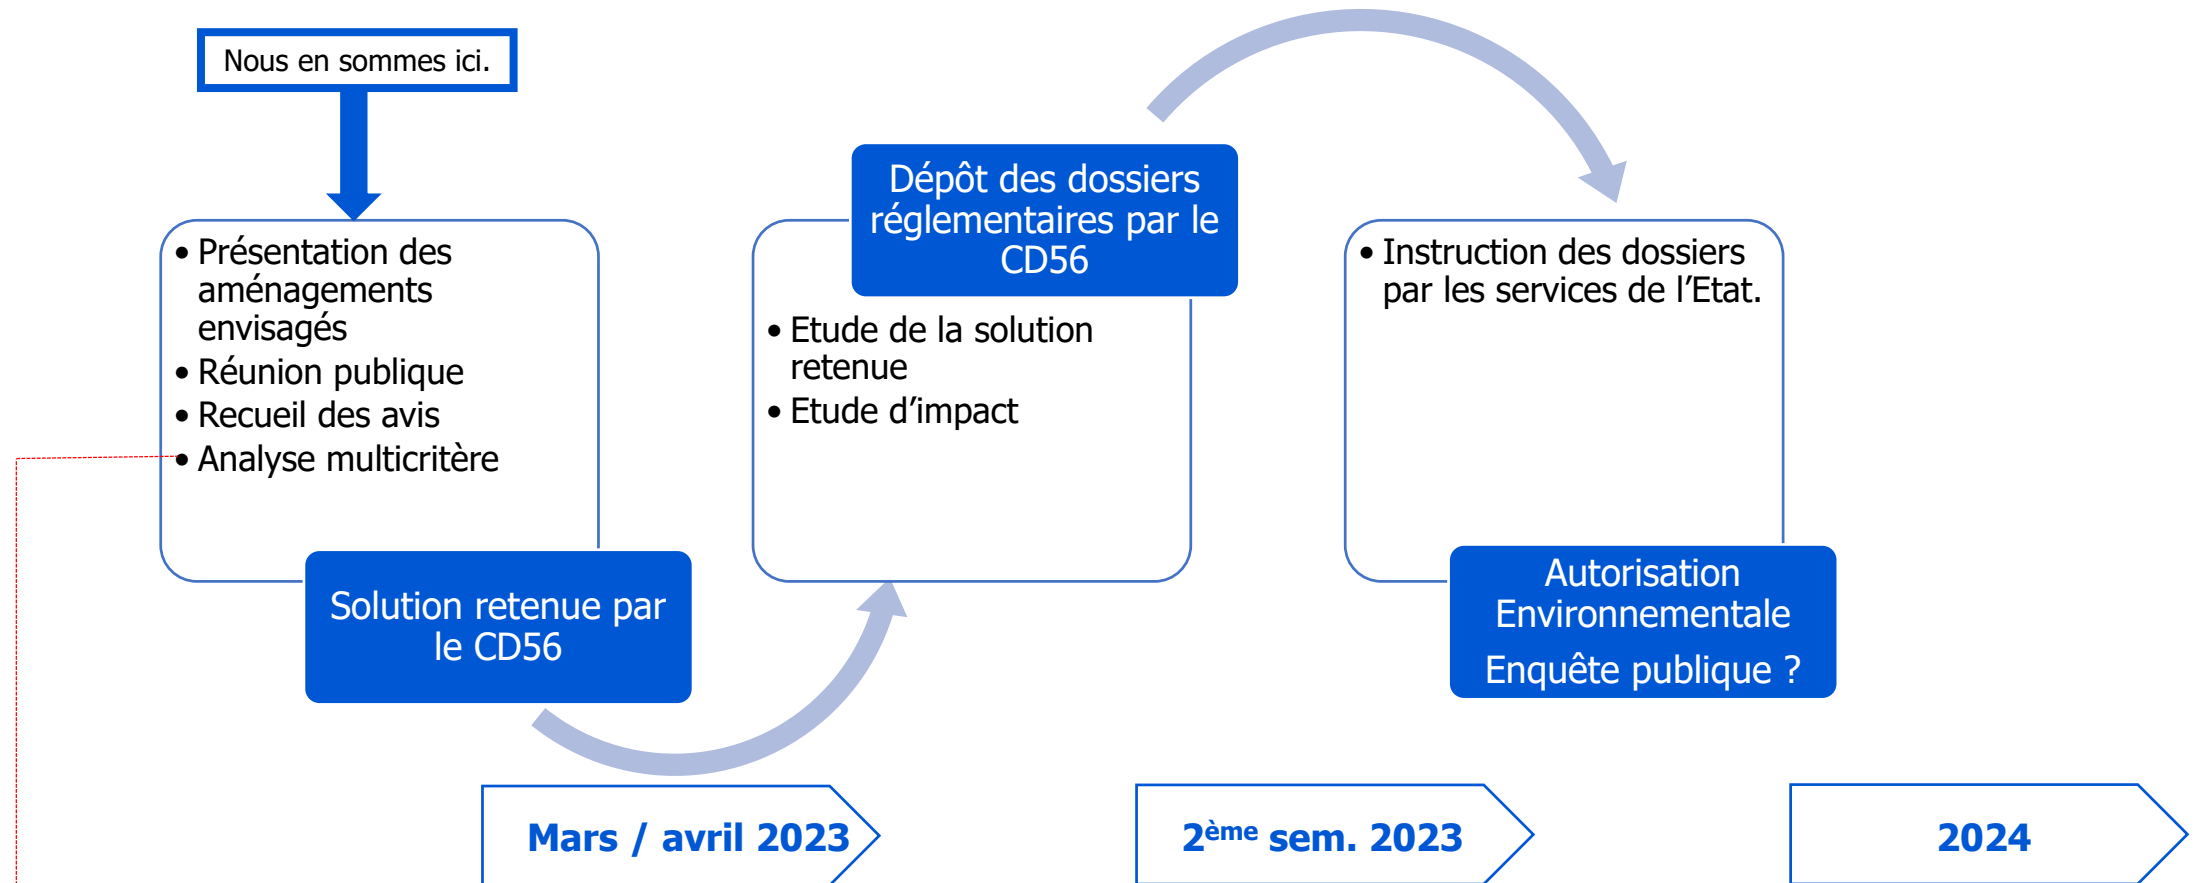 Nous en sommes ici.
• Présentation des
aménagements
envisagés
• Réunion publique
• Recueil des avis
• Analyse multicritère
Solution retenue par
le CD56
Dépôt des dossiers
réglementaires par le
CD56
• Etude de la solution
retenue
• Etude d’impact
• Instruction des dossiers
par les services de l’Etat.
Autorisation
Environnementale
Enquête publique ?
Mars / avril 2023
2ème sem. 2023
2024